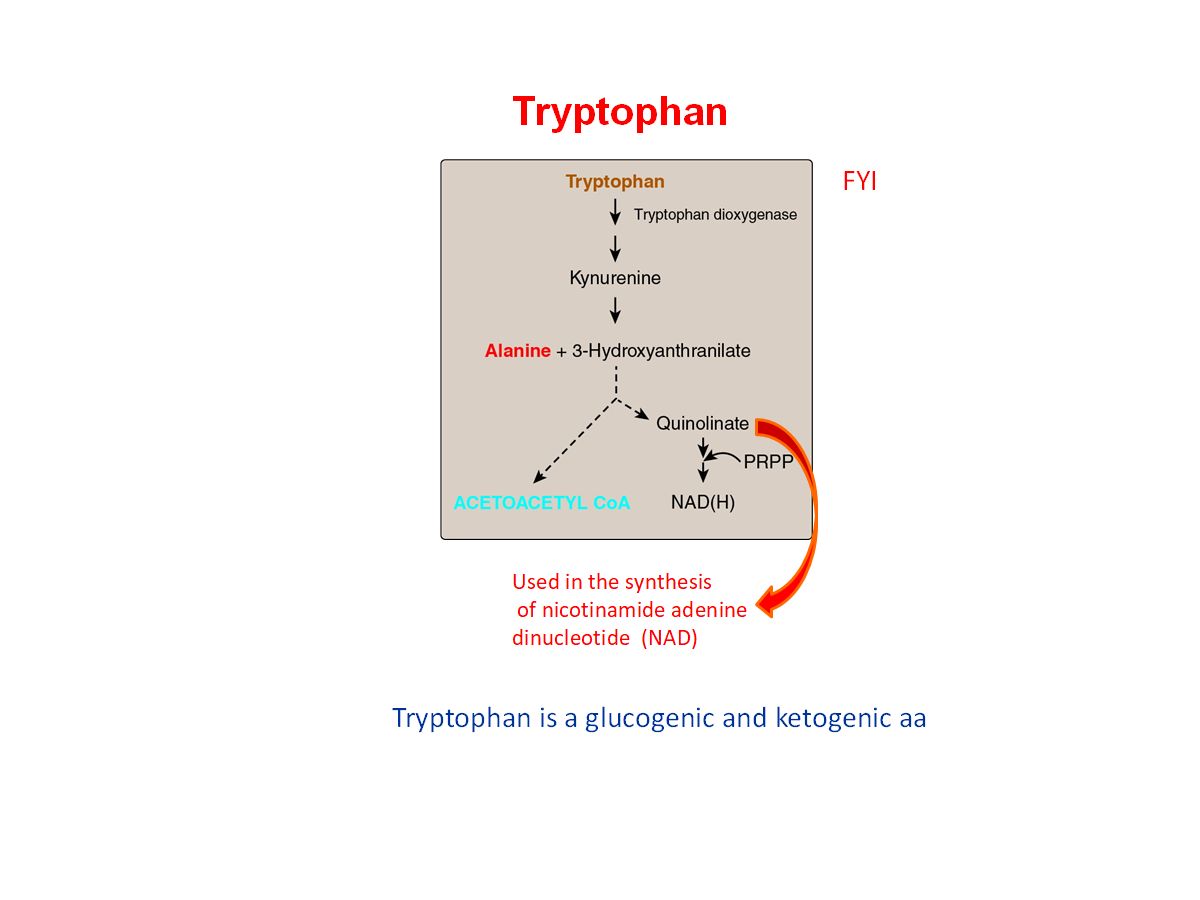 Tryptophan
FYI
Tryptophan
Tryptophan dioxygenase
Kynurenine
Alanine + 3-Hydroxyanthranilate
Quinolinate
PRPP
ACETOACETYL CoA
NAD(H)
Used in the synthesis
of nicotinamide adenine
dinucleotide (NAD)
Tryptophan is a glucogenic and ketogenic aa